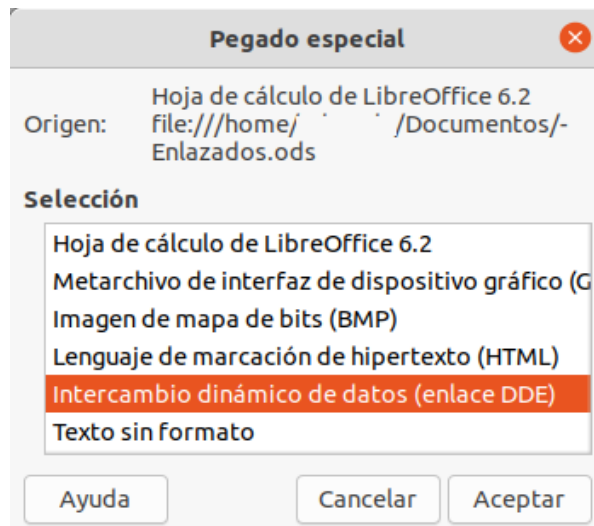 Pegado especial
Hoja de cálculo de LibreOffice 6.2
Origen: file:///home/ /Documentos/-
Enlazados.ods
Selección
Hoja de cálculo de LibreOffice 6.2
Metarchivo de interfaz de dispositivo gráfico (G
Imagen de mapa de bits (BMP)
Lenguaje de marcación de hipertexto (HTML)
Intercambio dinámico de datos (enlace DDE)
Texto sin formato
Ayuda Cancelar Aceptar